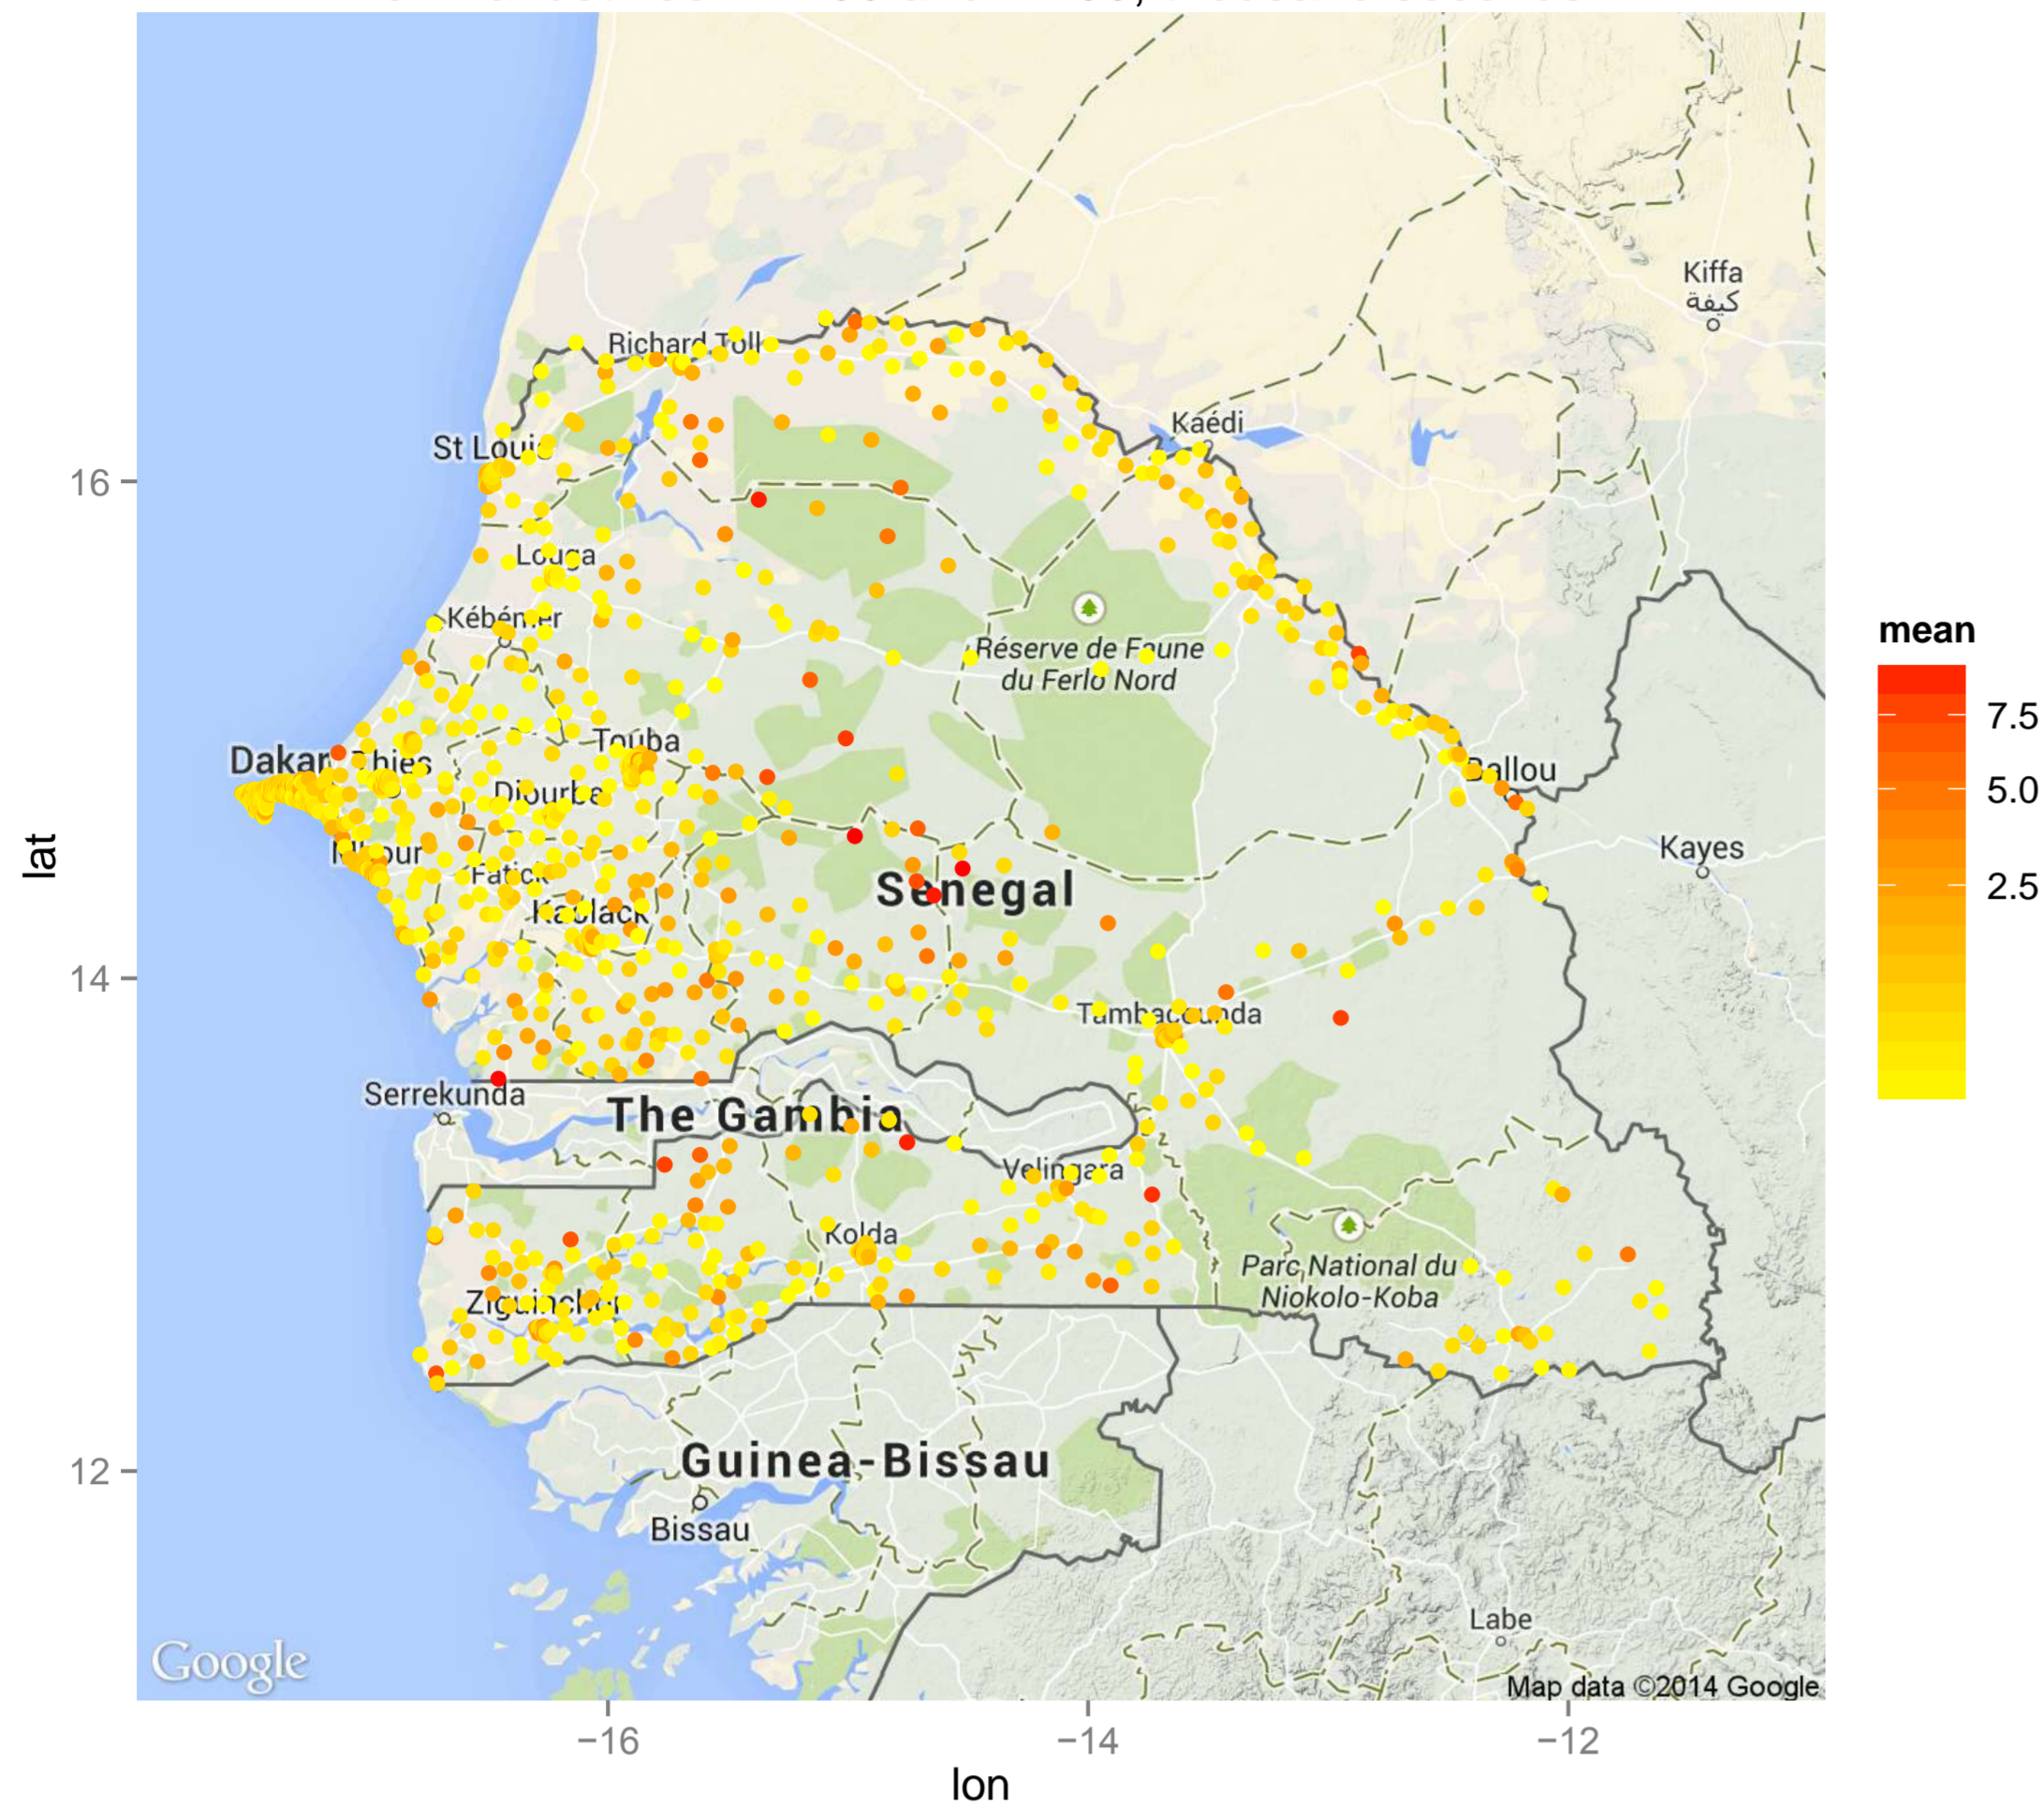 Kiffa
كيفة
Richard Toll
Kaédi
St Louis
16
Louga
mean
Kébémer
Réserve de Faune
du Ferlo Nord
7.5
Touba
Dakar
Thies
Ballou
5.0
Diourbel
Kayes
lat
Mbour
Fatick
Senegal
2.5
Kaolack
14
Tambacounda
Serrekunda
The Gambia
Velingara
Kolda
Parc National du
Niokolo-Koba
Ziguinchor
12
Guinea-Bissau
Bissau
Labe
Google
Map data ©2014 Google
−16
−14
−12
lon